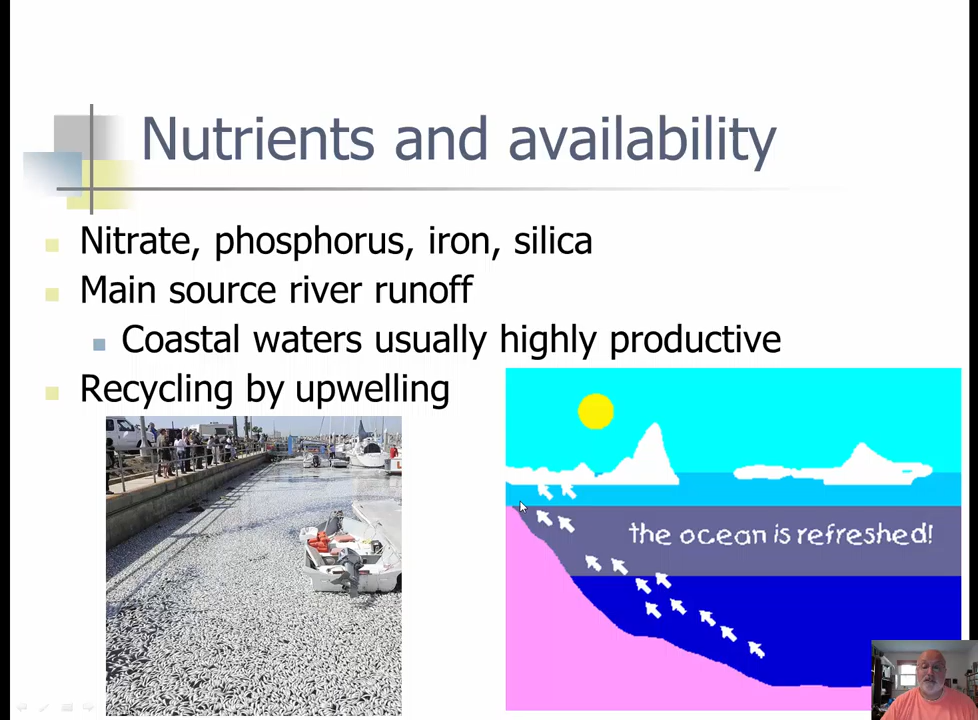 Nutrients and availability
Nitrate, phosphorus, iron, silica
Main source river runoff
Coastal waters usually highly productive
Recycling by upwelling
the ocean is refreshed!